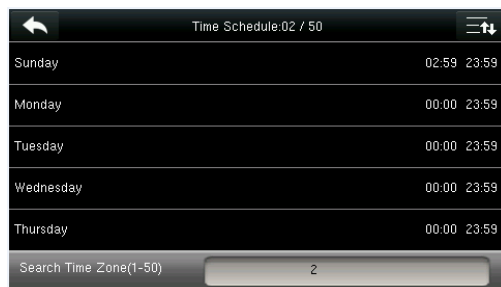 Time Schedule:02 / 50
Sunday 02:59 23:59
Monday 00:00 23:59
Tuesday 00:00 23:59
Wednesday 00:00 23:59
Thursday 00:00 23:59
Search Time Zone(1-50) 2